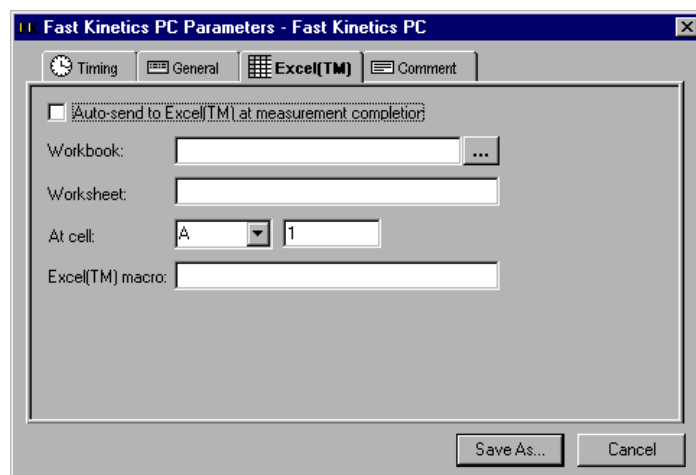 Fast Kinetics PC Parameters - Fast Kinetics PC
Timing General Excel(TM) Comment
Auto-send to Excel(TM) at measurement completion
Workbook: ...
Worksheet:
At cell: A 1
Excel(TM) macro:
Save As... Cancel